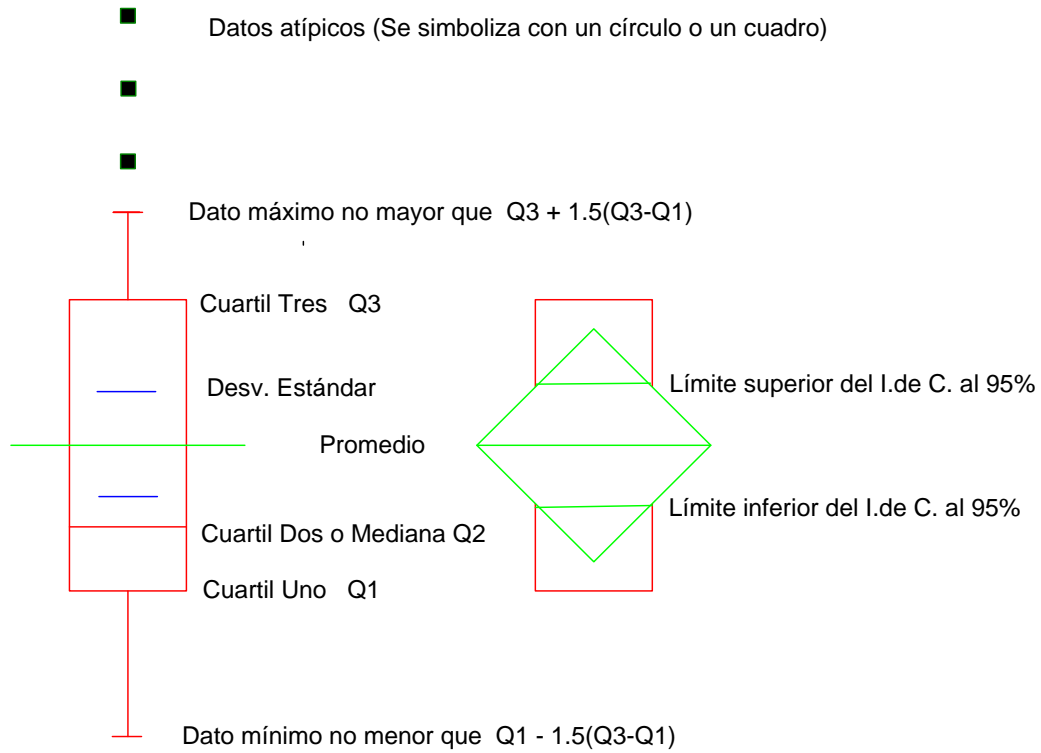 Datos atípicos (Se simboliza con un círculo o un cuadro)
Dato máximo no mayor que Q3 + 1.5(Q3-Q1)
Cuartil Tres Q3
Desv. Estándar
Límite superior del I.de C. al 95%
Promedio
Límite inferior del I.de C. al 95%
Cuartil Dos o Mediana Q2
Cuartil Uno Q1
Dato mínimo no menor que Q1 - 1.5(Q3-Q1)